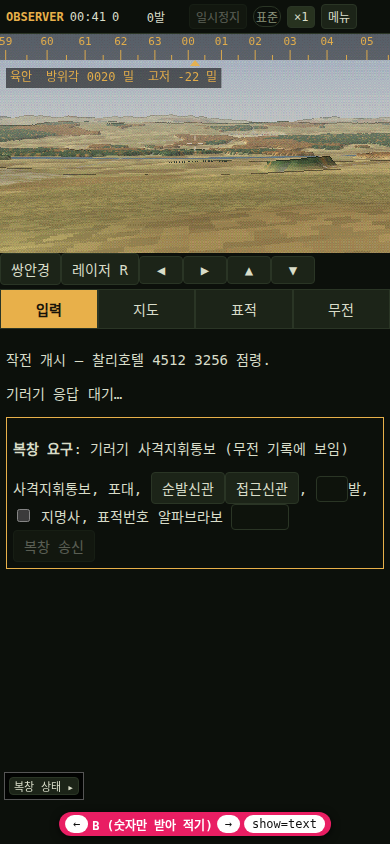 OBSERVER 00:41 0 0발 일시정지 표준 ×1 메뉴
59 60 61 62 63 00 01 02 03 04 05
육안 방위각 0020 밀 고저 -22 밀
쌍안경 레이저 R ◀ ▶ ▲ ▼
입력 지도 표적 무전
작전 개시 — 찰리호텔 4512 3256 점령.
기러기 응답 대기…
복창 요구: 기러기 사격지휘통보 (무전 기록에 보임)
사격지휘통보, 포대, 순발신관 접근신관, 발,
지명사, 표적번호 알파브라보
복창 송신
복창 상태 ▸
← B (숫자만 받아 적기) → show=text